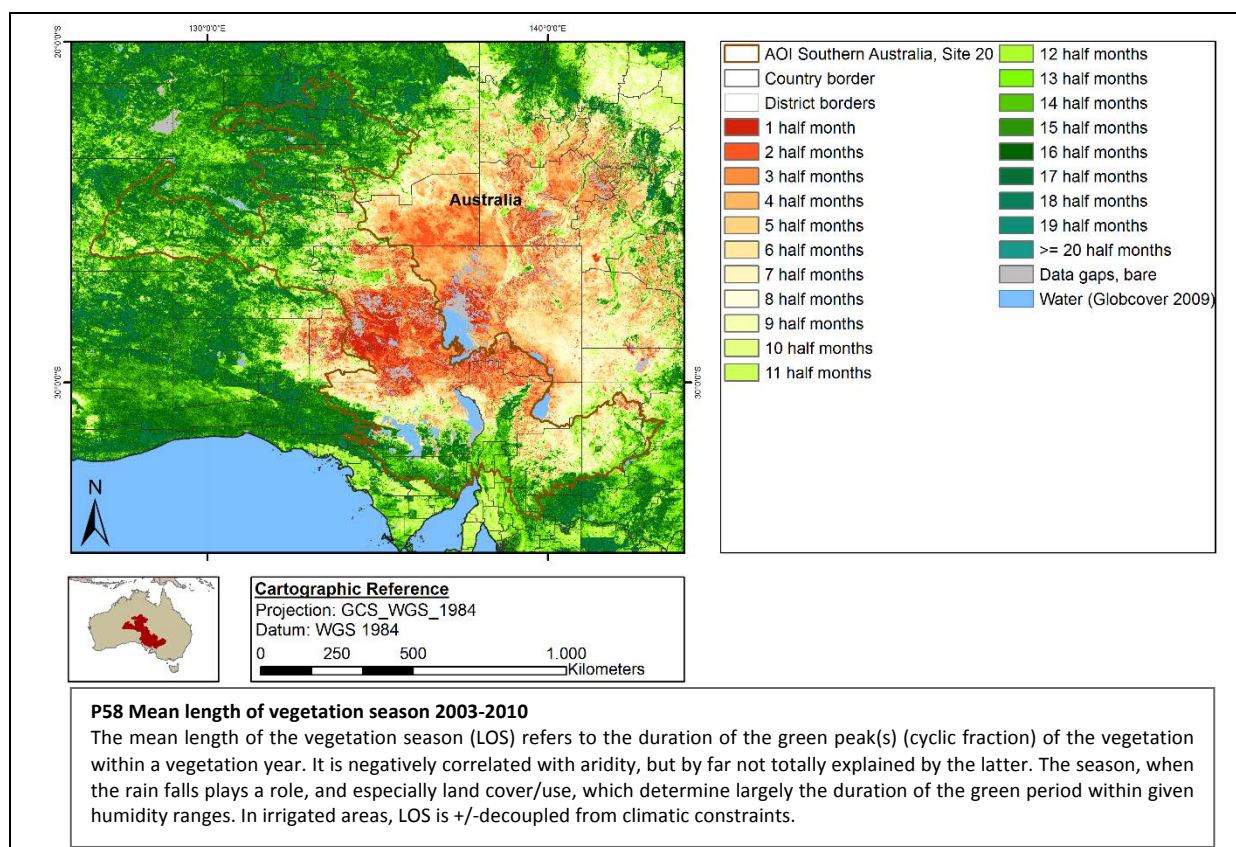 130°0'0"E
140°0'0"E
20°0'0"S
20°0'0"S
30°0'0"S
30°0'0"S
Australia
N
AOI Southern Australia, Site 20
Country border
District borders
1 half month
2 half months
3 half months
4 half months
5 half months
6 half months
7 half months
8 half months
9 half months
10 half months
11 half months
12 half months
13 half months
14 half months
15 half months
16 half months
17 half months
18 half months
19 half months
>= 20 half months
Data gaps, bare
Water (Globcover 2009)
Cartographic Reference
Projection: GCS_WGS_1984
Datum: WGS 1984
0 250 500 1.000
Kilometers
P58 Mean length of vegetation season 2003-2010
The mean length of the vegetation season (LOS) refers to the duration of the green peak(s) (cyclic fraction) of the vegetation
within a vegetation year. It is negatively correlated with aridity, but by far not totally explained by the latter. The season, when
the rain falls plays a role, and especially land cover/use, which determine largely the duration of the green period within given
humidity ranges. In irrigated areas, LOS is +/-decoupled from climatic constraints.